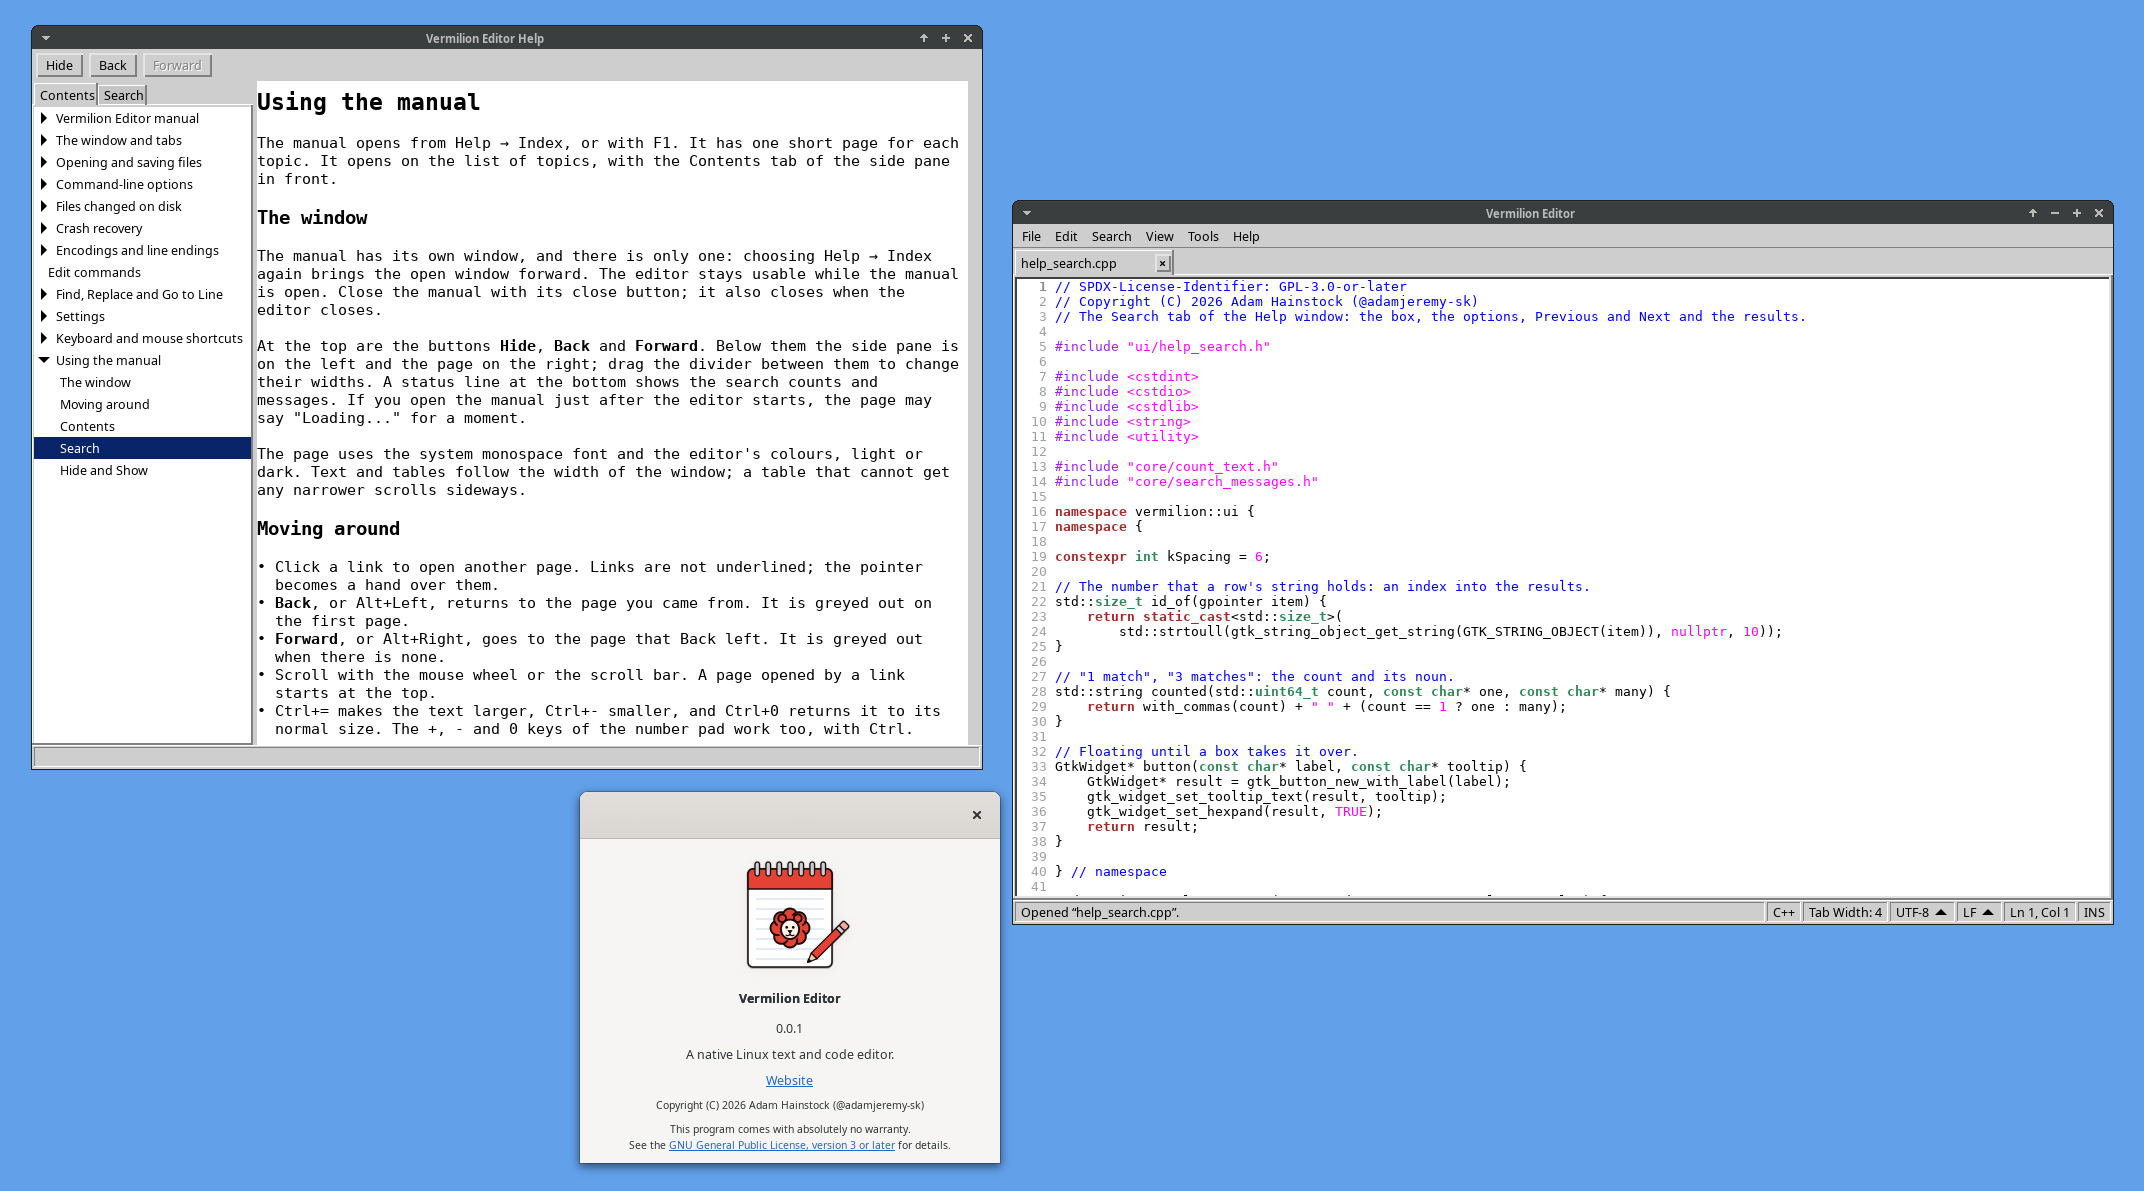 Vermilion Editor Help
Hide Back Forward
Contents Search
Vermilion Editor manual
The window and tabs
Opening and saving files
Command-line options
Files changed on disk
Crash recovery
Encodings and line endings
Edit commands
Find, Replace and Go to Line
Settings
Keyboard and mouse shortcuts
Using the manual
The window
Moving around
Contents
Search
Hide and Show
Using the manual
The manual opens from Help → Index, or with F1. It has one short page for each
topic. It opens on the list of topics, with the Contents tab of the side pane
in front.
The window
The manual has its own window, and there is only one: choosing Help → Index
again brings the open window forward. The editor stays usable while the manual
is open. Close the manual with its close button; it also closes when the
editor closes.
At the top are the buttons Hide, Back and Forward. Below them the side pane is
on the left and the page on the right; drag the divider between them to change
their widths. A status line at the bottom shows the search counts and
messages. If you open the manual just after the editor starts, the page may
say "Loading..." for a moment.
The page uses the system monospace font and the editor's colours, light or
dark. Text and tables follow the width of the window; a table that cannot get
any narrower scrolls sideways.
Moving around
• Click a link to open another page. Links are not underlined; the pointer
becomes a hand over them.
• Back, or Alt+Left, returns to the page you came from. It is greyed out on
the first page.
• Forward, or Alt+Right, goes to the page that Back left. It is greyed out
when there is none.
• Scroll with the mouse wheel or the scroll bar. A page opened by a link
starts at the top.
• Ctrl+= makes the text larger, Ctrl+- smaller, and Ctrl+0 returns it to its
normal size. The +, - and 0 keys of the number pad work too, with Ctrl.
Vermilion Editor
File Edit Search View Tools Help
help_search.cpp
1 // SPDX-License-Identifier: GPL-3.0-or-later
2 // Copyright (C) 2026 Adam Hainstock (@adamjeremy-sk)
3 // The Search tab of the Help window: the box, the options, Previous and Next and the results.
4
5 #include "ui/help_search.h"
6
7 #include <cstdint>
8 #include <cstdio>
9 #include <cstdlib>
10 #include <string>
11 #include <utility>
12
13 #include "core/count_text.h"
14 #include "core/search_messages.h"
15
16 namespace vermilion::ui {
17 namespace {
18
19 constexpr int kSpacing = 6;
20
21 // The number that a row's string holds: an index into the results.
22 std::size_t id_of(gpointer item) {
23     return static_cast<std::size_t>(
24         std::strtoull(gtk_string_object_get_string(GTK_STRING_OBJECT(item)), nullptr, 10));
25 }
26
27 // "1 match", "3 matches": the count and its noun.
28 std::string counted(std::uint64_t count, const char* one, const char* many) {
29     return with_commas(count) + " " + (count == 1 ? one : many);
30 }
31
32 // Floating until a box takes it over.
33 GtkWidget* button(const char* label, const char* tooltip) {
34     GtkWidget* result = gtk_button_new_with_label(label);
35     gtk_widget_set_tooltip_text(result, tooltip);
36     gtk_widget_set_hexpand(result, TRUE);
37     return result;
38 }
39
40 } // namespace
41
Opened “help_search.cpp”. C++ Tab Width: 4 UTF-8 LF Ln 1, Col 1 INS
Vermilion Editor
0.0.1
A native Linux text and code editor.
Website
Copyright (C) 2026 Adam Hainstock (@adamjeremy-sk)
This program comes with absolutely no warranty.
See the GNU General Public License, version 3 or later for details.